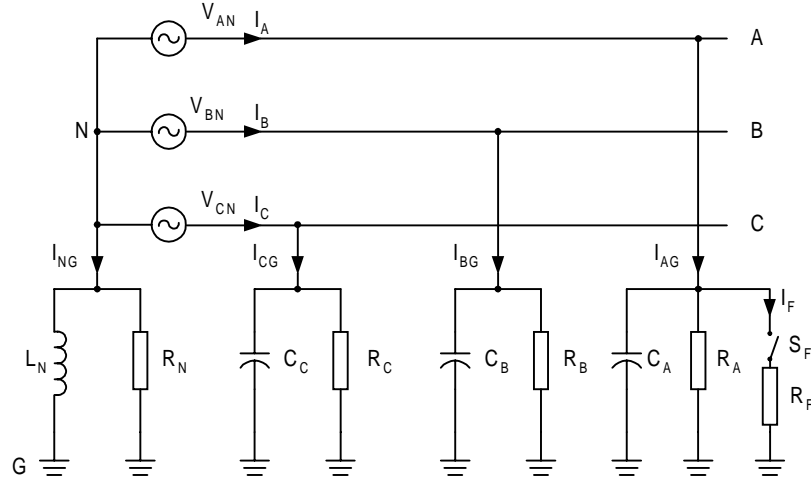 V_AN I_A A
N V_BN I_B B
V_CN I_C C
I_NG I_CG I_BG I_AG I_F
L_N R_N C_C R_C C_B R_B C_A R_A S_F
R_F
G